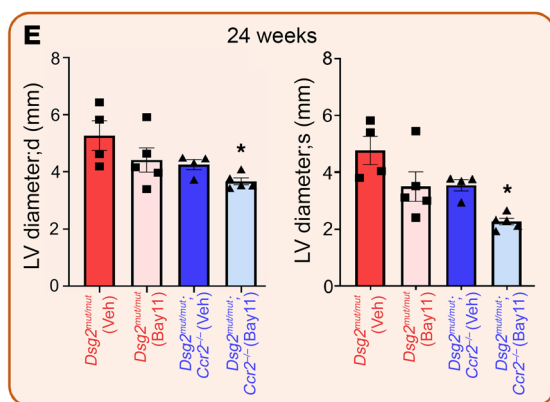 E
24 weeks
LV diameter;d (mm)
8
6
4
2
0
*
Dsg2mut/mut
(Veh)
Dsg2mut/mut
(Bay11)
Dsg2mut/mut;
Ccr2–/– (Veh)
Dsg2mut/mut;
Ccr2–/– (Bay11)
LV diameter;s (mm)
8
6
4
2
0
*
Dsg2mut/mut
(Veh)
Dsg2mut/mut
(Bay11)
Dsg2mut/mut;
Ccr2–/– (Veh)
Dsg2mut/mut;
Ccr2–/– (Bay11)